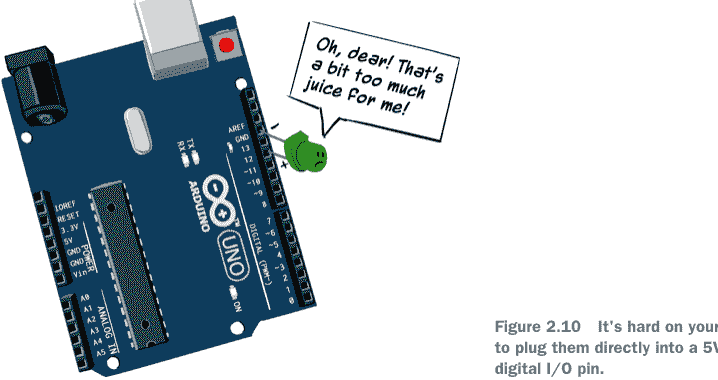 Oh, dear! That's
a bit too much
juice for me!
AREF
GND
13
12
~11
~10
~9
8
7
~6
~5
4
~3
2
1
0
DIGITAL (PWM~)
TX
RX
ARDUINO
UNO
ON
IOREF
RESET
3.3V
5V
GND
GND
Vin
POWER
A0
A1
A2
A3
A4
A5
ANALOG IN
- +
Figure 2.10 It's hard on your
to plug them directly into a 5V
digital I/O pin.